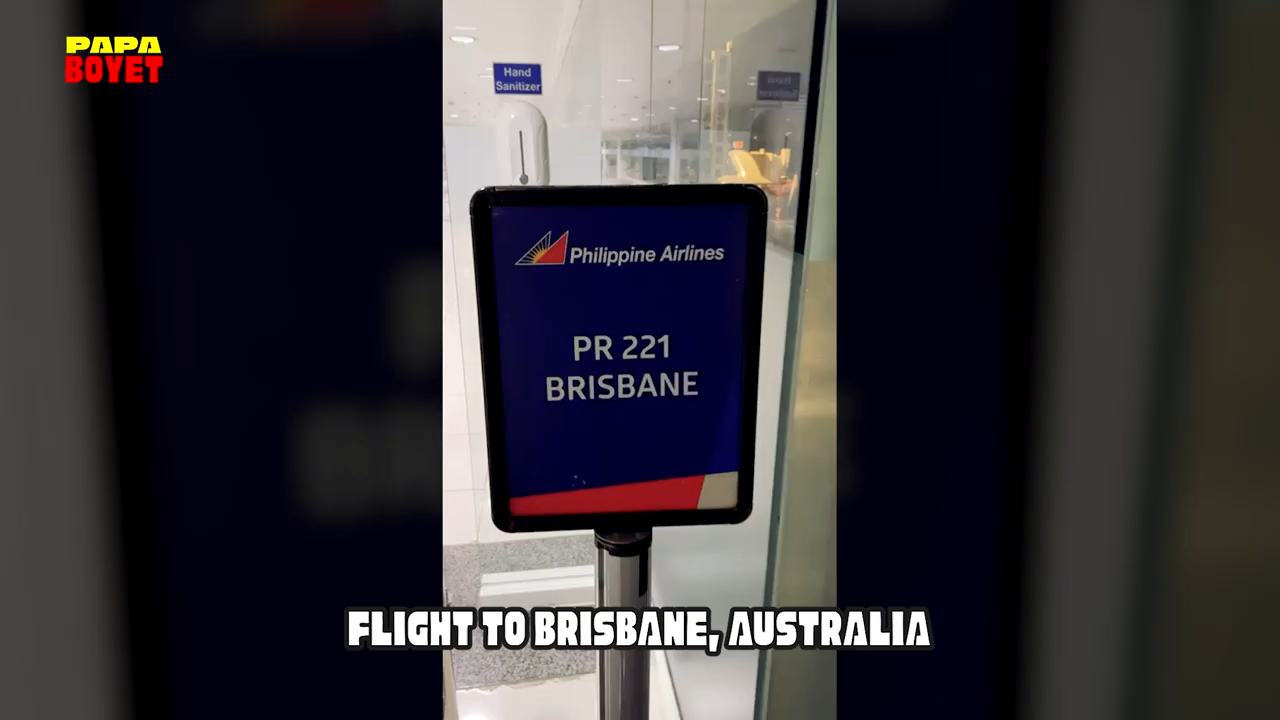 PAPA
BOYET
Hand
Sanitizer
Philippine Airlines
PR 221
BRISBANE
FLIGHT TO BRISBANE, AUSTRALIA